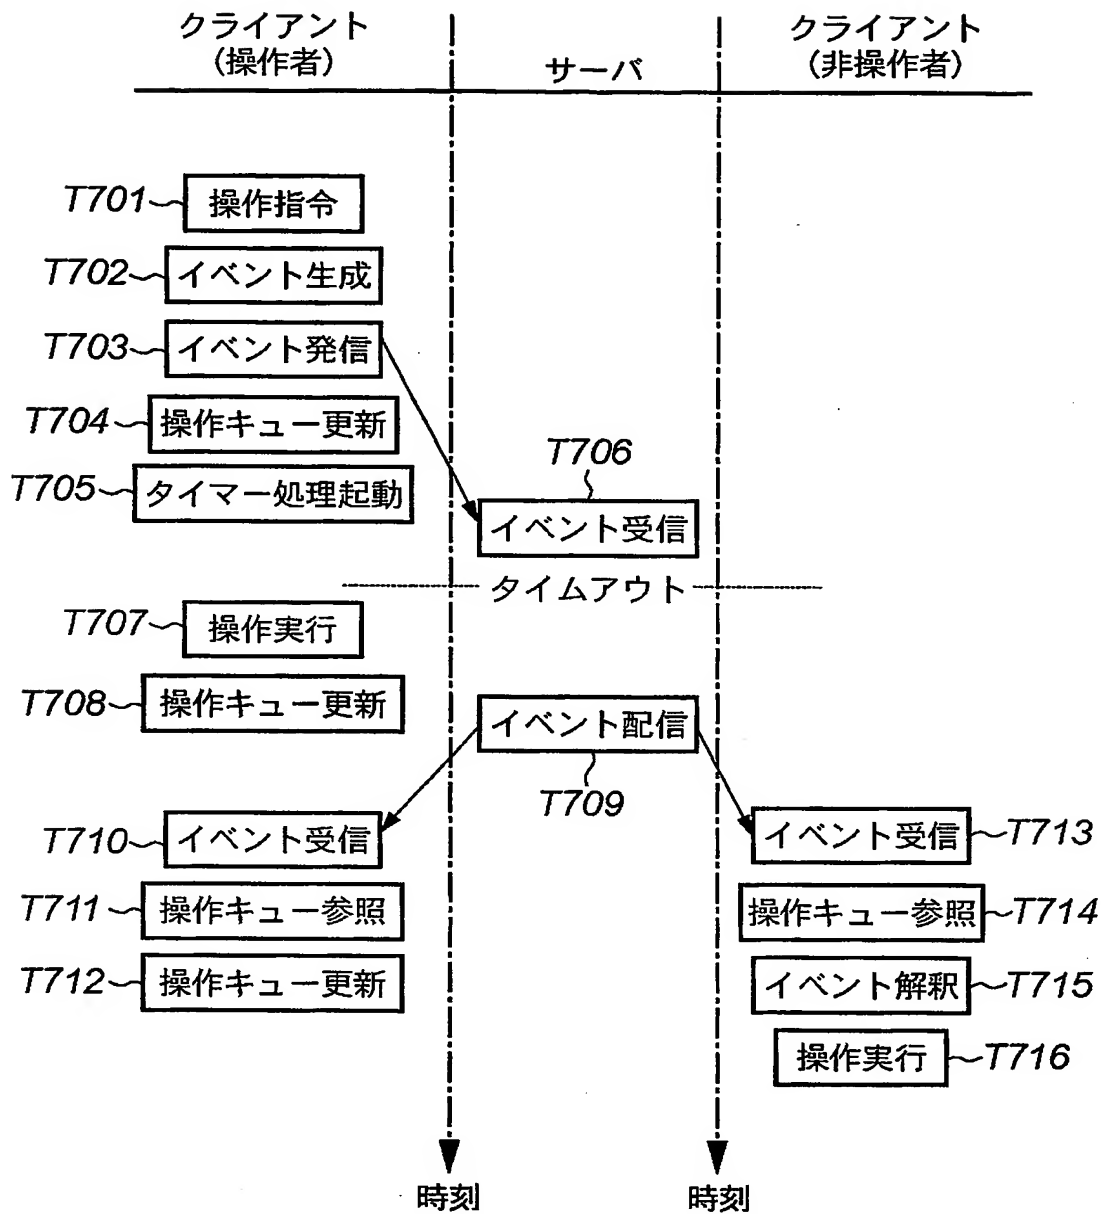 クライアント
(操作者)
サーバ
クライアント
(非操作者)
T701 操作指令
T702 イベント生成
T703 イベント発信
T704 操作キュー更新
T705 タイマー処理起動
T706
イベント受信
タイムアウト
T707 操作実行
T708 操作キュー更新
イベント配信
T709
T710 イベント受信
イベント受信 T713
T711 操作キュー参照
操作キュー参照 T714
T712 操作キュー更新
イベント解釈 T715
操作実行 T716
時刻
時刻